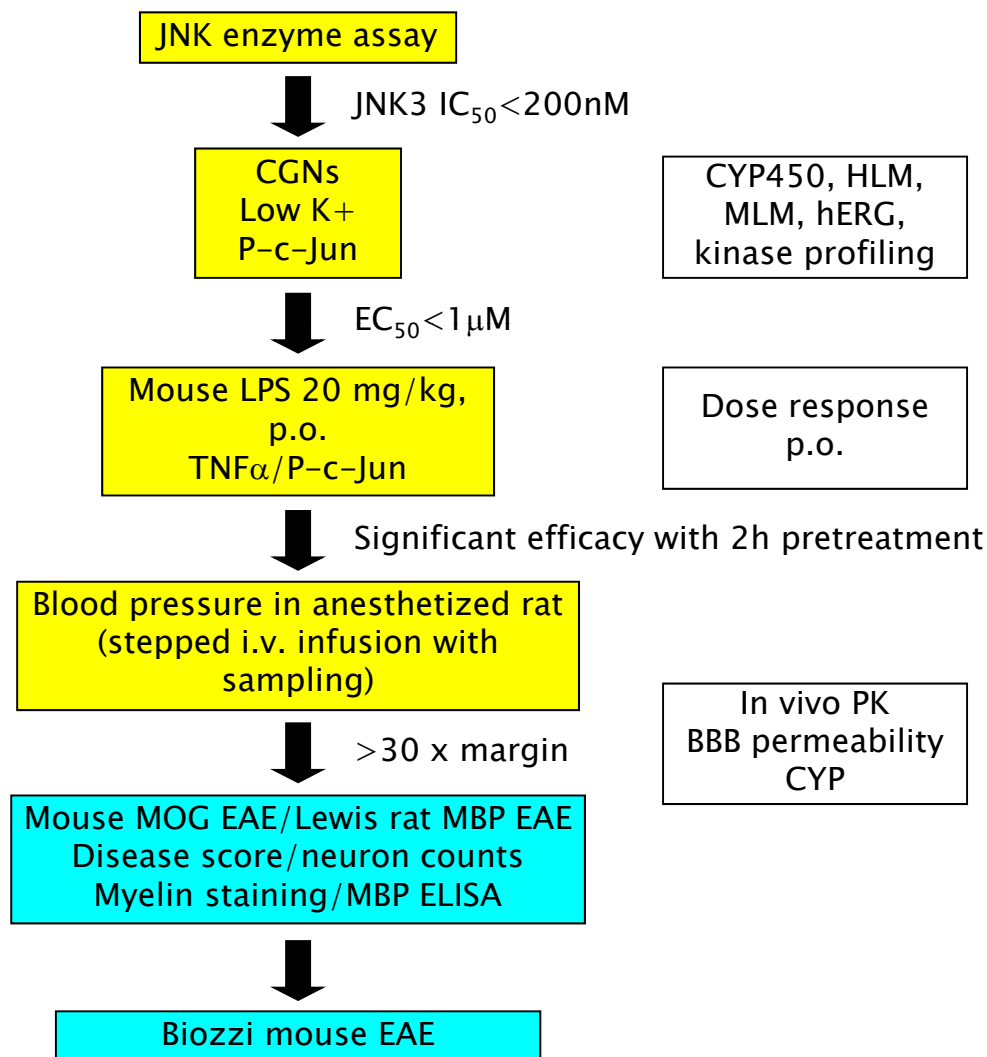 JNK enzyme assay
JNK3 IC₅₀<200nM
CGNs
Low K+
P-c-Jun
CYP450, HLM,
MLM, hERG,
kinase profiling
EC₅₀<1μM
Mouse LPS 20 mg/kg,
p.o.
TNFα/P-c-Jun
Dose response
p.o.
Significant efficacy with 2h pretreatment
Blood pressure in anesthetized rat
(stepped i.v. infusion with
sampling)
In vivo PK
BBB permeability
CYP
>30 x margin
Mouse MOG EAE/Lewis rat MBP EAE
Disease score/neuron counts
Myelin staining/MBP ELISA
Biozzi mouse EAE